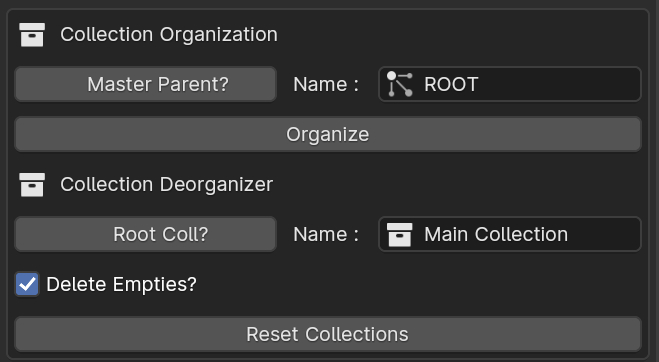 Collection Organization
Master Parent? Name : ROOT
Organize
Collection Deorganizer
Root Coll? Name : Main Collection
Delete Empties?
Reset Collections